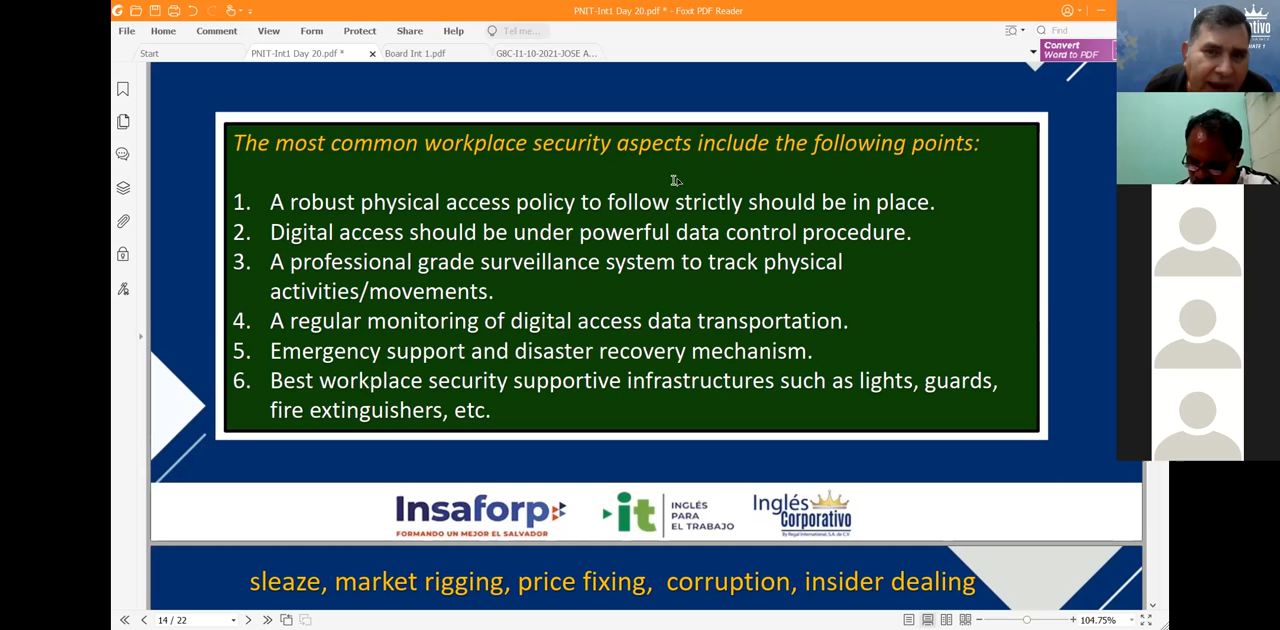 PNIT-Int1 Day 20.pdf * - Foxit PDF Reader
File Home Comment View Form Protect Share Help Tell me... Find
Start PNIT-Int1 Day 20.pdf * Board Int 1.pdf G8C-I1-10-2021-JOSE A...
Convert
Word to PDF
The most common workplace security aspects include the following points:
1. A robust physical access policy to follow strictly should be in place.
2. Digital access should be under powerful data control procedure.
3. A professional grade surveillance system to track physical
activities/movements.
4. A regular monitoring of digital access data transportation.
5. Emergency support and disaster recovery mechanism.
6. Best workplace security supportive infrastructures such as lights, guards,
fire extinguishers, etc.
Insaforp
FORMANDO UN MEJOR EL SALVADOR
it
INGLÉS
PARA
EL TRABAJO
Inglés
Corporativo
By Regal International, S.A. de C.V
sleaze, market rigging, price fixing, corruption, insider dealing
14 / 22
104.75%